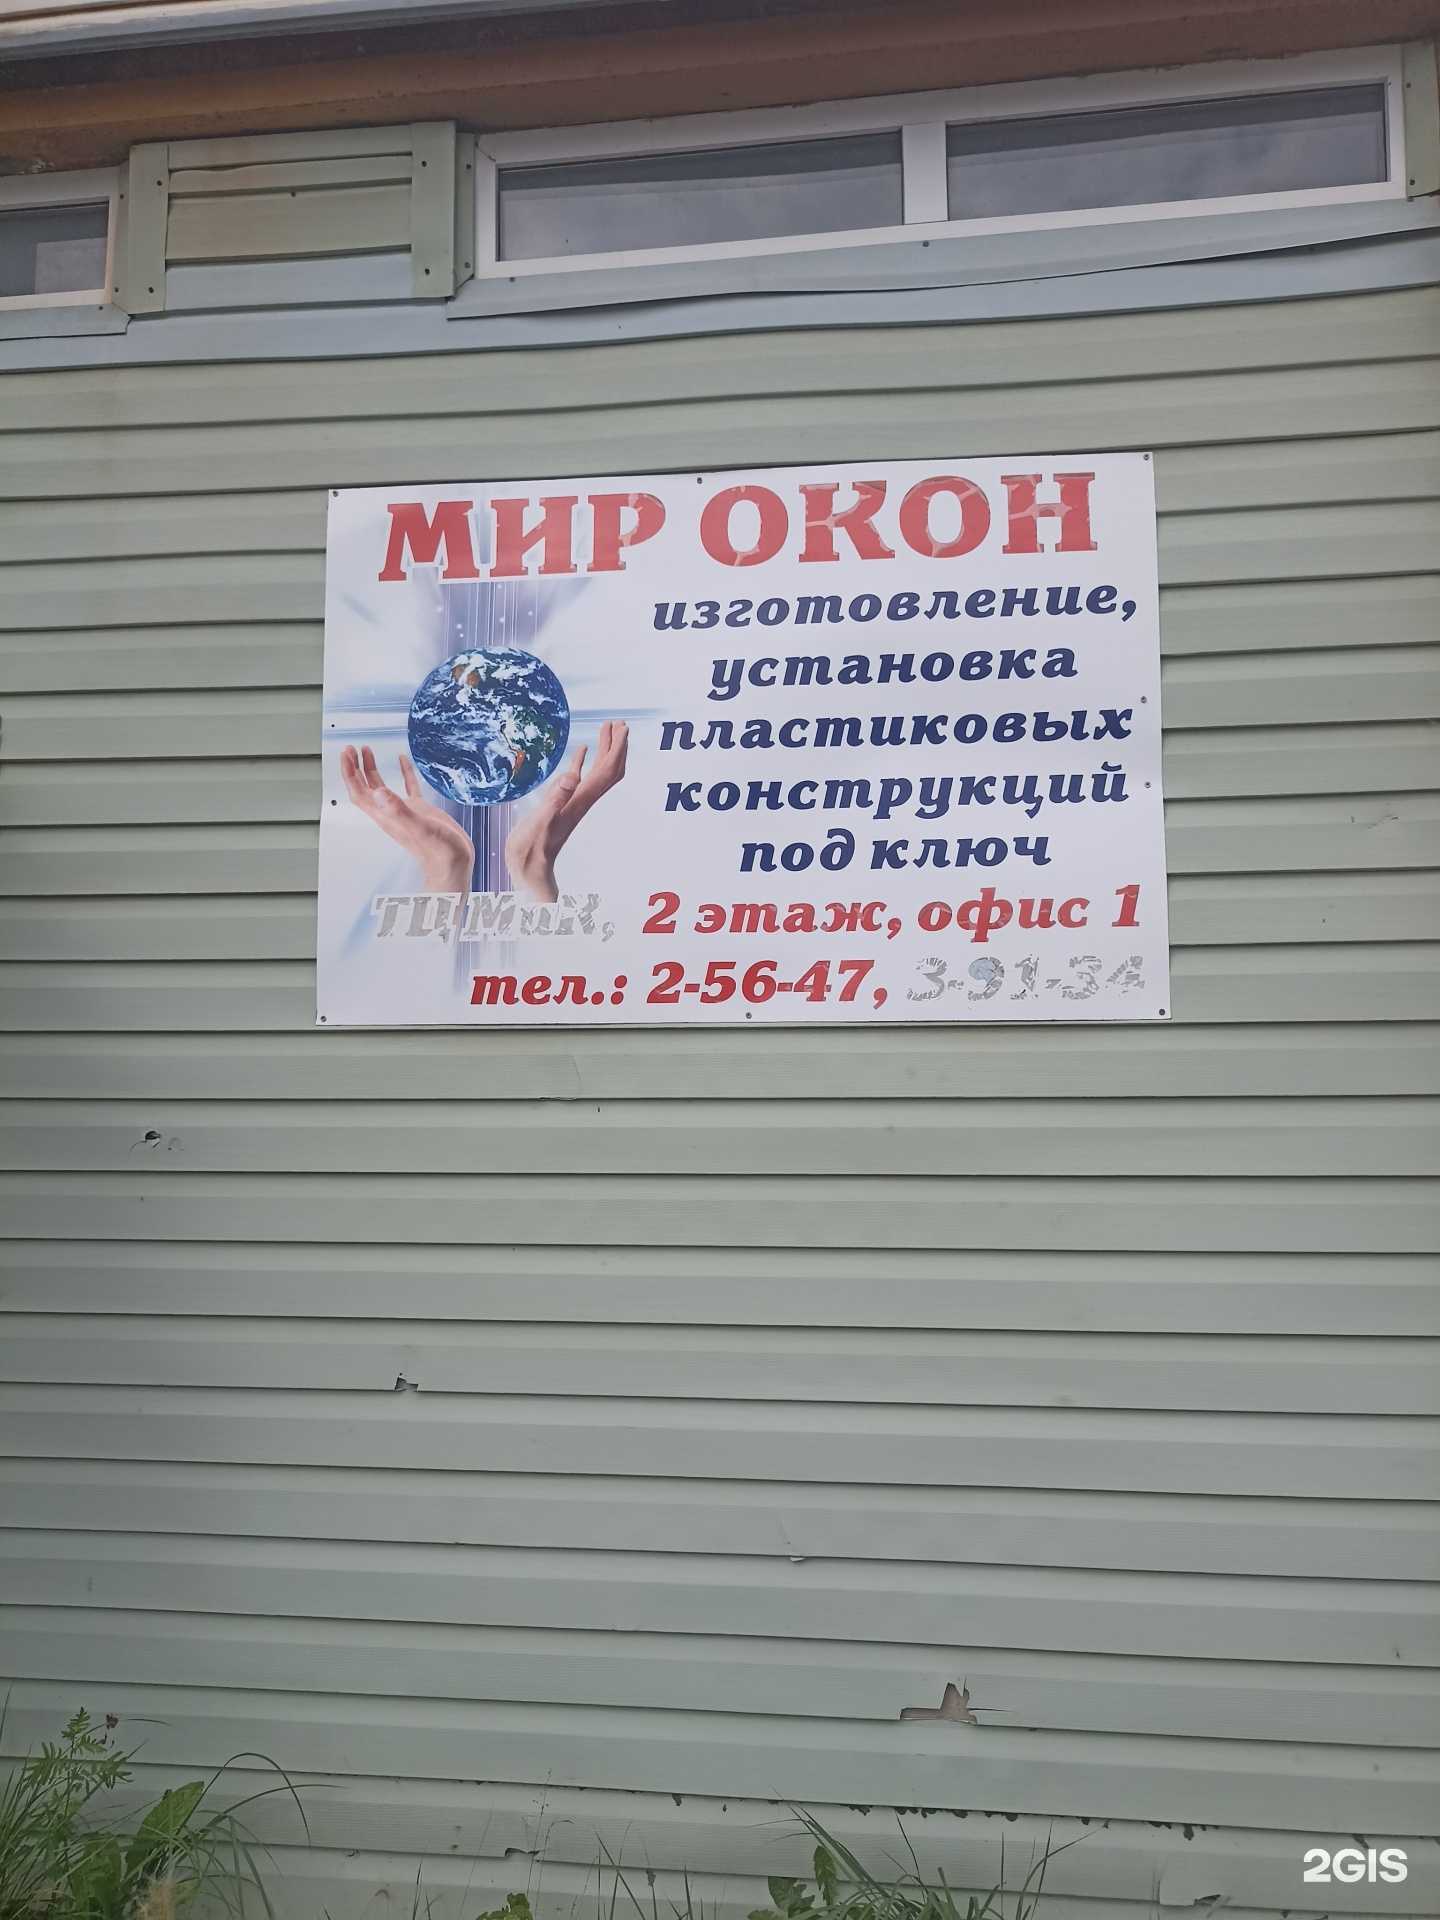 МИР ОКОН
изготовление,
установка
пластиковых
конструкций
под ключ
ТЦ МаК, 2 этаж, офис 1
тел.: 2-56-47, 3-91-34
2GIS